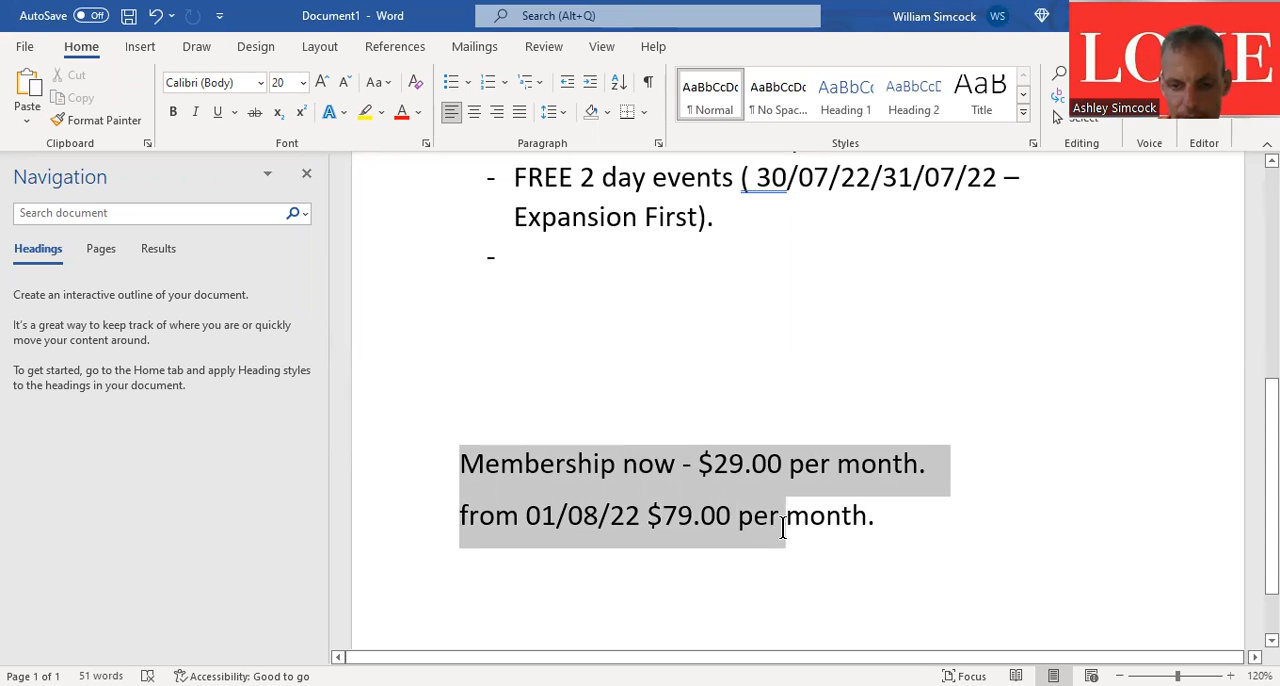 AutoSave Off Document1 - Word Search (Alt+Q) William Simcock WS
LOVE
Ashley Simcock
File Home Insert Draw Design Layout References Mailings Review View Help
Paste Cut Copy Format Painter
Calibri (Body) 20
AaBbCcDc AaBbCcDc AaBbCc AaBbCcD AaB
¶ Normal ¶ No Spac... Heading 1 Heading 2 Title
Clipboard Font Paragraph Styles Editing Voice Editor
Navigation
Search document
Headings Pages Results
Create an interactive outline of your document.
It's a great way to keep track of where you are or quickly
move your content around.
To get started, go to the Home tab and apply Heading styles
to the headings in your document.
- FREE 2 day events ( 30/07/22/31/07/22 –
Expansion First).
-
Membership now - $29.00 per month.
from 01/08/22 $79.00 per month.
Page 1 of 1 51 words Accessibility: Good to go Focus 120%